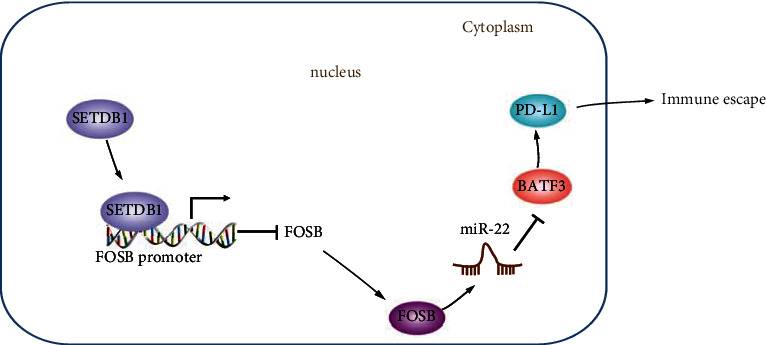 Cytoplasm
nucleus
PD-L1
Immune escape
SETDB1
BATF3
SETDB1
miR-22
FOSB
FOSB promoter
FOSB